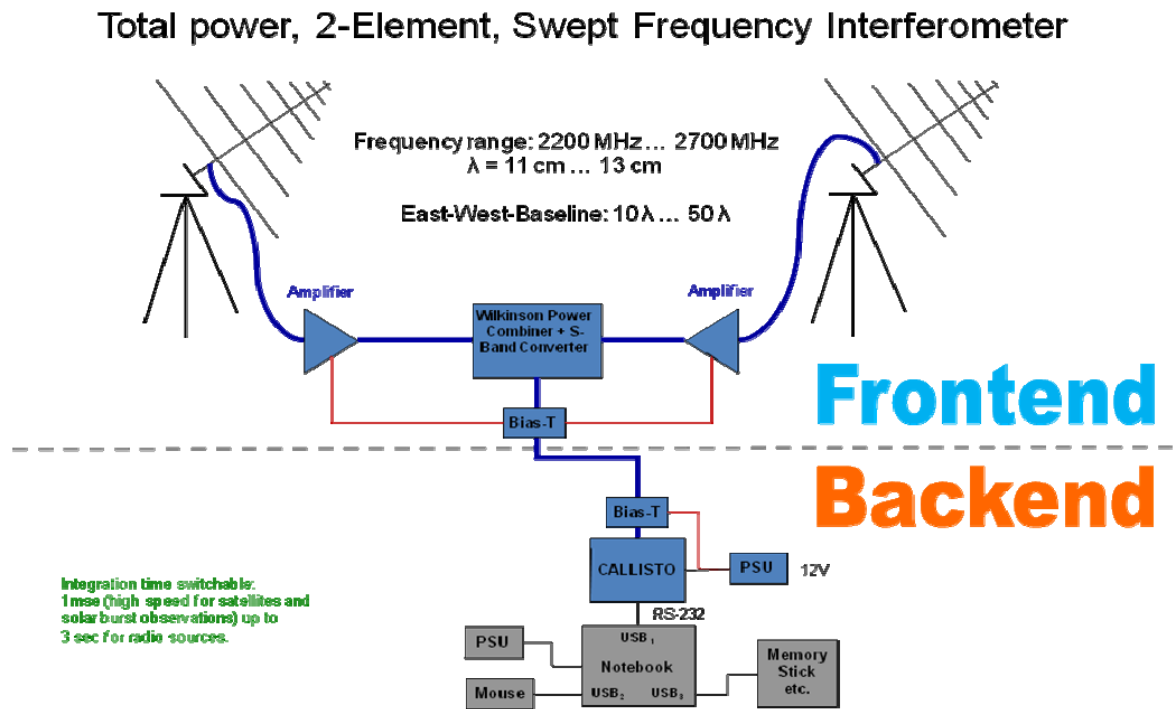 Total power, 2-Element, Swept Frequency Interferometer
Frequency range: 2200 MHz… 2700 MHz
λ = 11 cm … 13 cm
East-West-Baseline: 10 λ … 50 λ
Amplifier
Amplifier
Wilkinson Power
Combiner + S-
Band Converter
Frontend
Bias-T
Backend
Bias-T
CALLISTO
PSU
12V
Integration time switchable:
1mse (high speed for satellites and
solar burst observations) up to
3 sec for radio sources.
RS-232
USB1
PSU
Notebook
Memory
Stick
etc.
Mouse
USB2
USB3